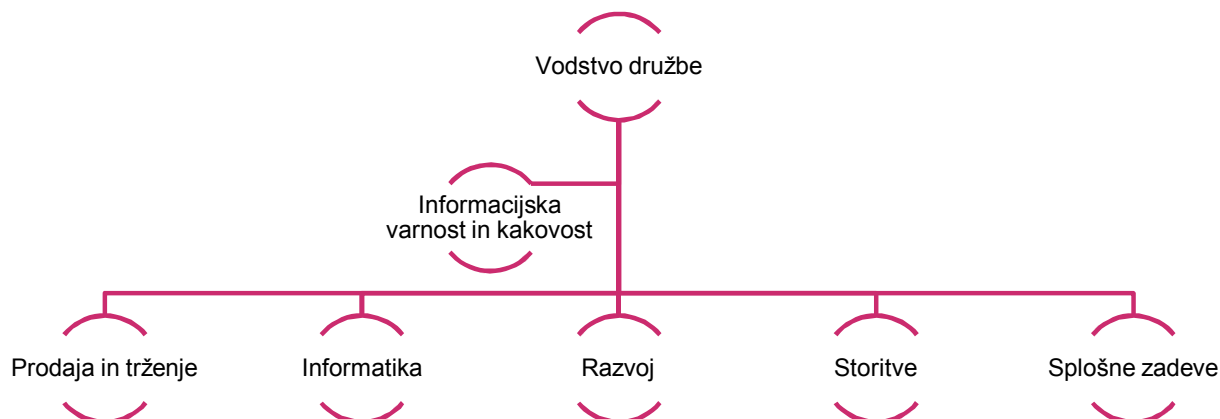 Vodstvo družbe
Informacijska
varnost in kakovost
Prodaja in trženje
Informatika
Razvoj
Storitve
Splošne zadeve